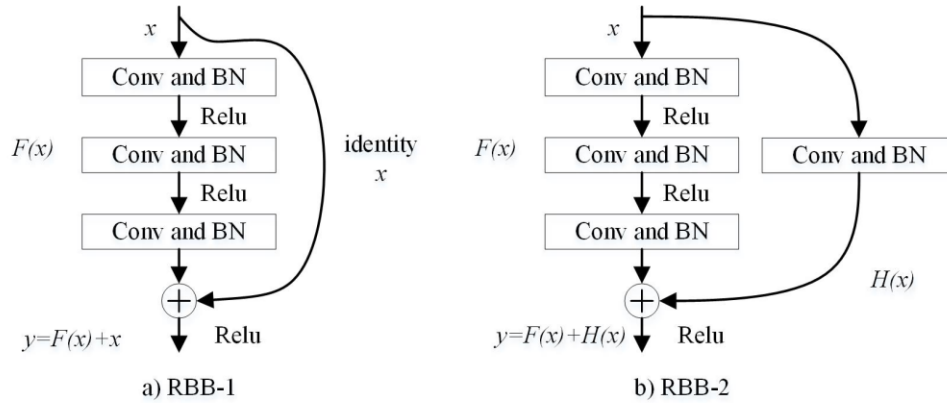 x
Conv and BN
Relu
F(x)
Conv and BN
identity
x
Relu
Conv and BN
y=F(x)+x
Relu
a) RBB-1
x
Conv and BN
Relu
F(x)
Conv and BN
Conv and BN
Relu
Conv and BN
H(x)
y=F(x)+H(x)
Relu
b) RBB-2